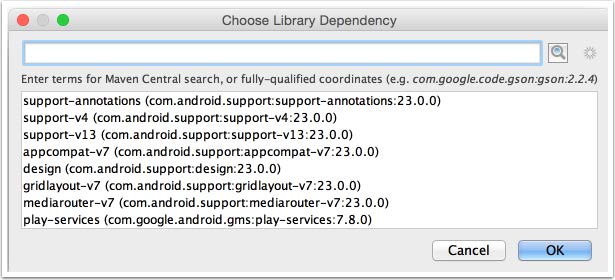 Choose Library Dependency
Enter terms for Maven Central search, or fully-qualified coordinates (e.g. com.google.code.gson:gson:2.2.4)
support-annotations (com.android.support:support-annotations:23.0.0)
support-v4 (com.android.support:support-v4:23.0.0)
support-v13 (com.android.support:support-v13:23.0.0)
appcompat-v7 (com.android.support:appcompat-v7:23.0.0)
design (com.android.support:design:23.0.0)
gridlayout-v7 (com.android.support:gridlayout-v7:23.0.0)
mediarouter-v7 (com.android.support:mediarouter-v7:23.0.0)
play-services (com.google.android.gms:play-services:7.8.0)
Cancel OK